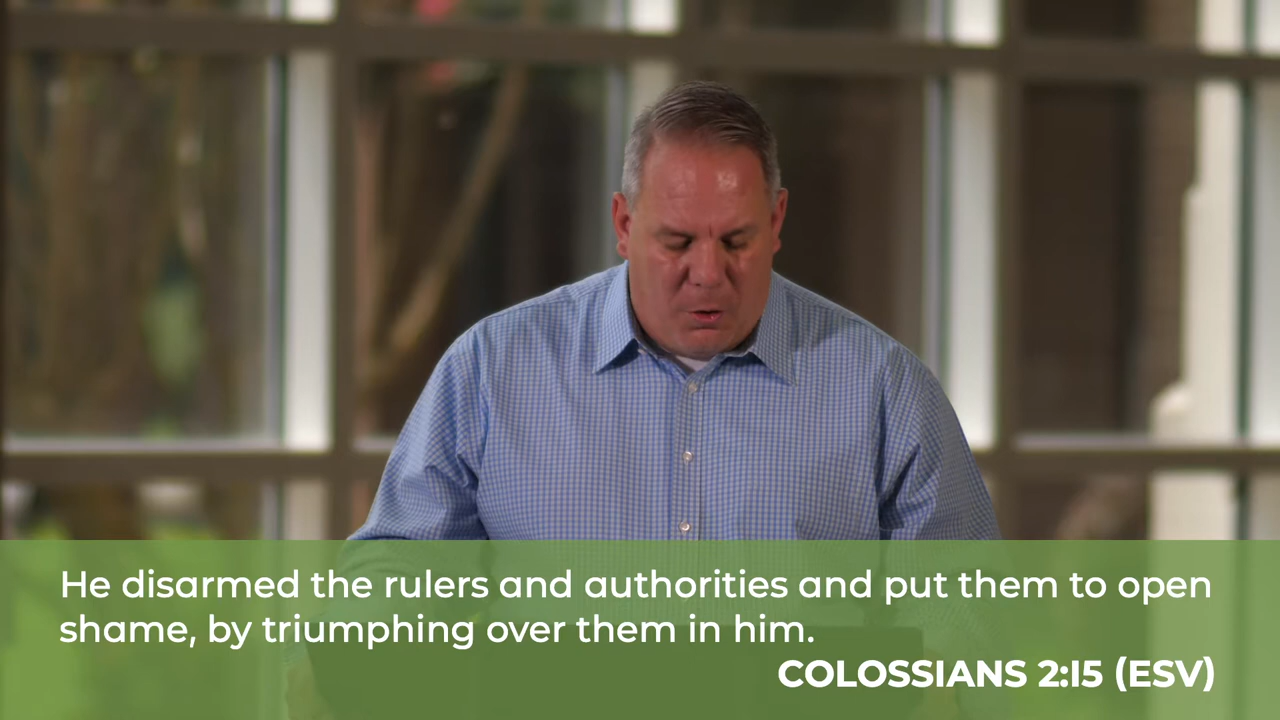 He disarmed the rulers and authorities and put them to open
shame, by triumphing over them in him.
COLOSSIANS 2:15 (ESV)